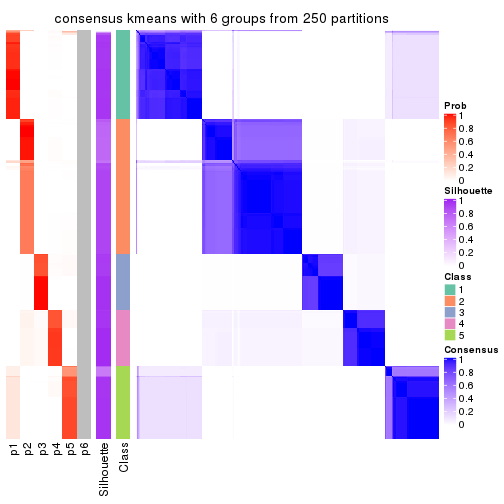 consensus kmeans with 6 groups from 250 partitions
Prob
1
0.8
0.6
0.4
0.2
0
Silhouette
1
0.8
0.6
0.4
0.2
0
Class
1
2
3
4
5
Consensus
1
0.8
0.6
0.4
0.2
0
p1
p2
p3
p4
p5
p6
Silhouette
Class